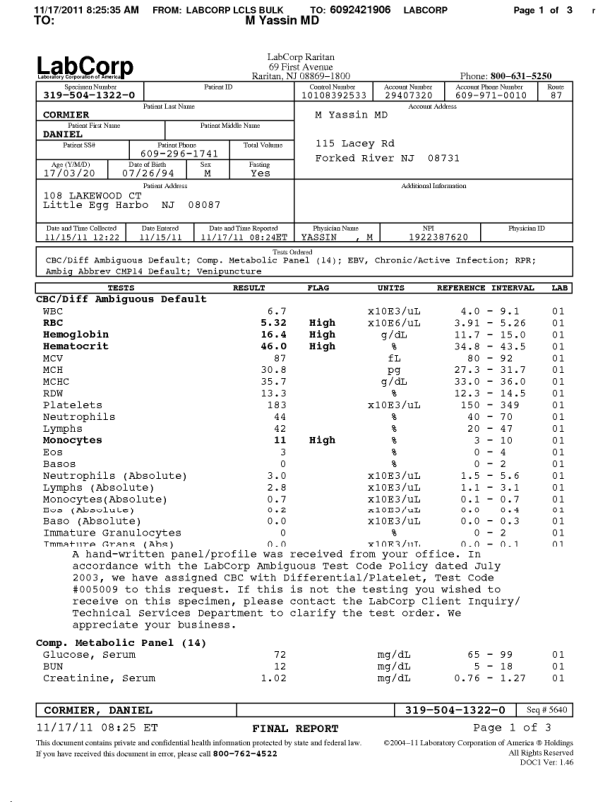 11/17/2011 8:25:35 AM FROM: LABCORP LCLS BULK TO: 6092421906 LABCORP Page 1 of 3
TO: M Yassin MD
LabCorp
Laboratory Corporation of America
LabCorp Raritan
69 First Avenue
Raritan, NJ 08869-1800 Phone: 800-631-5250
Specimen Number Patient ID Control Number Account Number Account Phone Number Route
319-504-1322-0 10108392533 29407320 609-971-0010 87
Patient Last Name Account Address
CORMIER M Yassin MD
Patient First Name Patient Middle Name
DANIEL
Patient SS# Patient Phone Total Volume 115 Lacey Rd
609-296-1741 Forked River NJ 08731
Age (Y/M/D) Date of Birth Sex Fasting
17/03/20 07/26/94 M Yes
Patient Address Additional Information
108 LAKEWOOD CT
Little Egg Harbo NJ 08087
Date and Time Collected Date Entered Date and Time Reported Physician Name NPI Physician ID
11/15/11 12:22 11/15/11 11/17/11 08:24ET YASSIN , M 1922387620
Tests Ordered
CBC/Diff Ambiguous Default; Comp. Metabolic Panel (14); EBV, Chronic/Active Infection; RPR;
Ambig Abbrev CMP14 Default; Venipuncture
TESTS RESULT FLAG UNITS REFERENCE INTERVAL LAB
CBC/Diff Ambiguous Default
WBC 6.7 x10E3/uL 4.0 - 9.1 01
RBC 5.32 High x10E6/uL 3.91 - 5.26 01
Hemoglobin 16.4 High g/dL 11.7 - 15.0 01
Hematocrit 46.0 High % 34.8 - 43.5 01
MCV 87 fL 80 - 92 01
MCH 30.8 pg 27.3 - 31.7 01
MCHC 35.7 g/dL 33.0 - 36.0 01
RDW 13.3 % 12.3 - 14.5 01
Platelets 183 x10E3/uL 150 - 349 01
Neutrophils 44 % 40 - 70 01
Lymphs 42 % 20 - 47 01
Monocytes 11 High % 3 - 10 01
Eos 3 % 0 - 4 01
Basos 0 % 0 - 2 01
Neutrophils (Absolute) 3.0 x10E3/uL 1.5 - 5.6 01
Lymphs (Absolute) 2.8 x10E3/uL 1.1 - 3.1 01
Monocytes(Absolute) 0.7 x10E3/uL 0.1 - 0.7 01
Eos (Absolute) 0.2 x10E3/uL 0.0 - 0.4 01
Baso (Absolute) 0.0 x10E3/uL 0.0 - 0.3 01
Immature Granulocytes 0 % 0 - 2 01
Immature Grans (Abs) 0.0 x10E3/uL 0.0 - 0.1 01
A hand-written panel/profile was received from your office. In
accordance with the LabCorp Ambiguous Test Code Policy dated July
2003, we have assigned CBC with Differential/Platelet, Test Code
#005009 to this request. If this is not the testing you wished to
receive on this specimen, please contact the LabCorp Client Inquiry/
Technical Services Department to clarify the test order. We
appreciate your business.
Comp. Metabolic Panel (14)
Glucose, Serum 72 mg/dL 65 - 99 01
BUN 12 mg/dL 5 - 18 01
Creatinine, Serum 1.02 mg/dL 0.76 - 1.27 01
CORMIER, DANIEL 319-504-1322-0 Seq # 5640
11/17/11 08:25 ET FINAL REPORT Page 1 of 3
This document contains private and confidential health information protected by state and federal law. ©2004-11 Laboratory Corporation of America ® Holdings
If you have received this document in error, please call 800-762-4522 All Rights Reserved
DOC1 Ver: 1.46